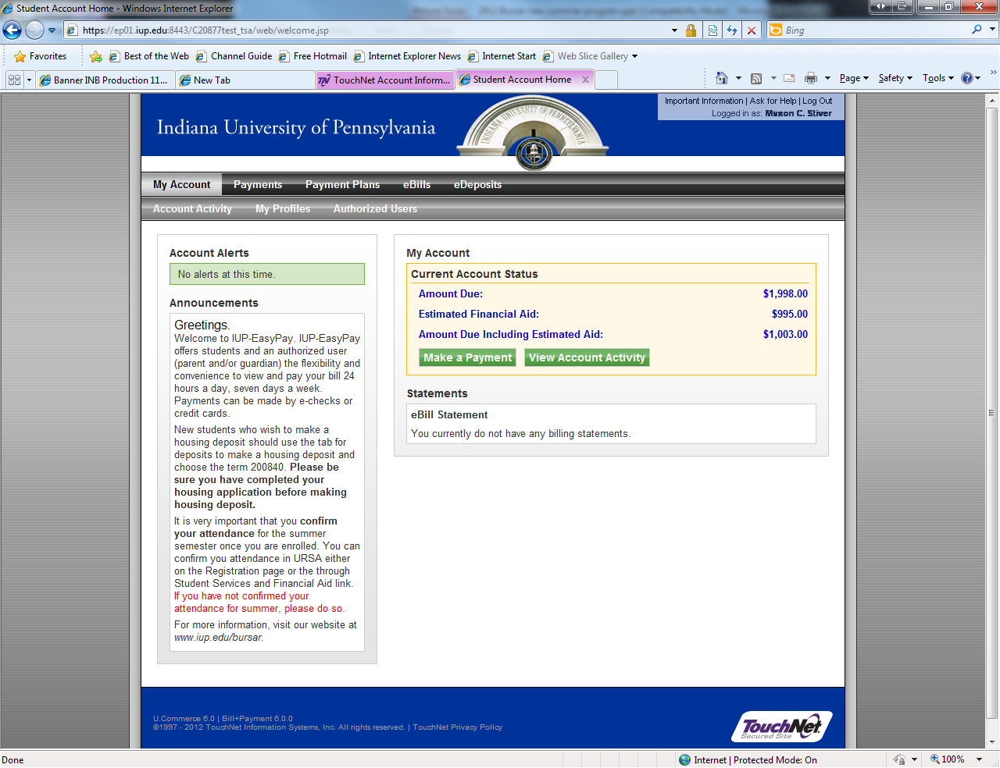 Student Account Home - Windows Internet Explorer
https://ep01.iup.edu:8443/C20877test_tsa/web/welcome.jsp
Bing
Favorites
Best of the Web
Channel Guide
Free Hotmail
Internet Explorer News
Internet Start
Web Slice Gallery
Banner INB Production 11...
New Tab
TouchNet Account Inform...
Student Account Home
Page
Safety
Tools
Indiana University of Pennsylvania
INDIANA UNIVERSITY OF PENNSYLVANIA
Important Information | Ask for Help | Log Out
Logged in as: Mason C. Stiver
My Account
Payments
Payment Plans
eBills
eDeposits
Account Activity
My Profiles
Authorized Users
Account Alerts
No alerts at this time.
Announcements
Greetings.
Welcome to IUP-EasyPay. IUP-EasyPay
offers students and an authorized user
(parent and/or guardian) the flexibility and
convenience to view and pay your bill 24
hours a day, seven days a week.
Payments can be made by e-checks or
credit cards.
New students who wish to make a
housing deposit should use the tab for
deposits to make a housing deposit and
choose the term 200840. Please be
sure you have completed your
housing application before making
housing deposit.
It is very important that you confirm
your attendance for the summer
semester once you are enrolled. You can
confirm you attendance in URSA either
on the Registration page or the through
Student Services and Financial Aid link.
If you have not confirmed your
attendance for summer, please do so.
For more information, visit our website at
www.iup.edu/bursar.
My Account
Current Account Status
Amount Due: $1,998.00
Estimated Financial Aid: $995.00
Amount Due Including Estimated Aid: $1,003.00
Make a Payment
View Account Activity
Statements
eBill Statement
You currently do not have any billing statements.
U.Commerce 6.0 | Bill+Payment 6.0.0
©1997 - 2012 TouchNet Information Systems, Inc. All rights reserved. | TouchNet Privacy Policy
TouchNet
Secured Site
Done
Internet | Protected Mode: On
100%